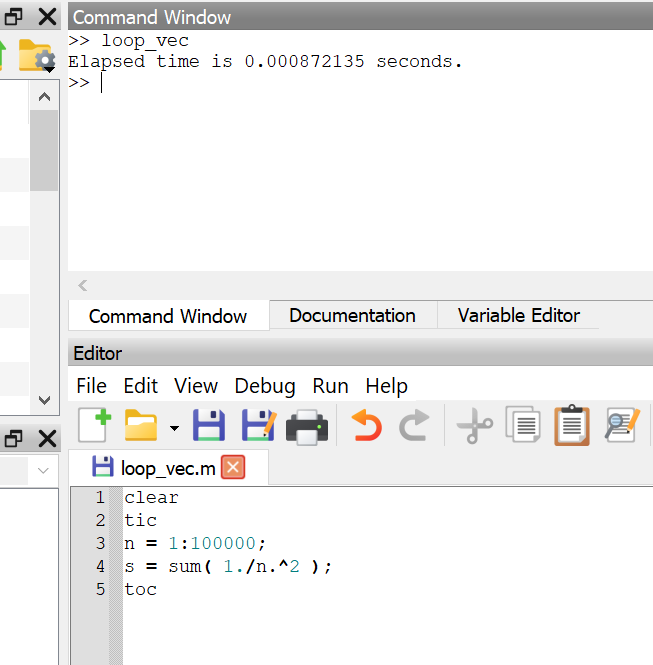 Command Window
>> loop_vec
Elapsed time is 0.000872135 seconds.
>>
Command Window Documentation Variable Editor
Editor
File Edit View Debug Run Help
loop_vec.m
1 clear
2 tic
3 n = 1:100000;
4 s = sum( 1./n.^2 );
5 toc